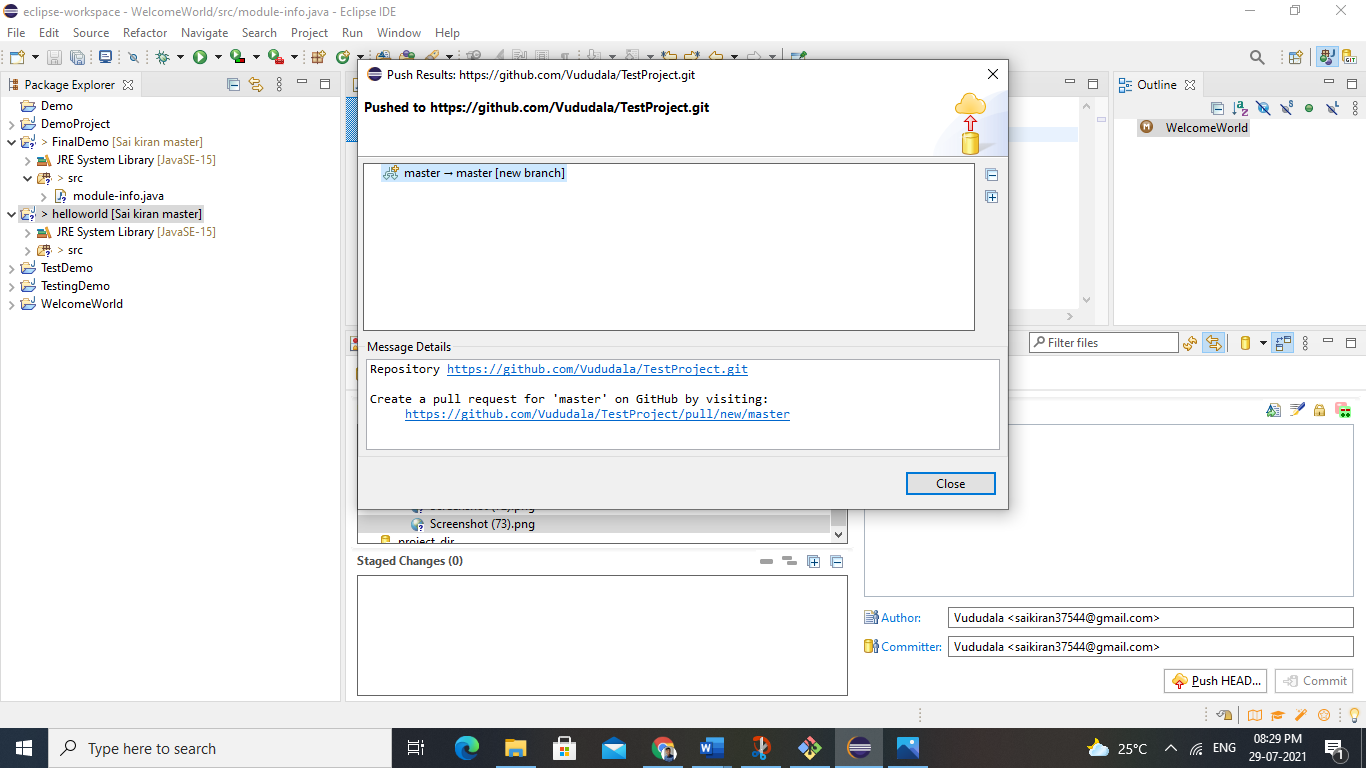 eclipse-workspace - WelcomeWorld/src/module-info.java - Eclipse IDE
File Edit Source Refactor Navigate Search Project Run Window Help
Package Explorer
Demo
DemoProject
> FinalDemo [Sai kiran master]
JRE System Library [JavaSE-15]
> src
module-info.java
> helloworld [Sai kiran master]
JRE System Library [JavaSE-15]
> src
TestDemo
TestingDemo
WelcomeWorld
Push Results: https://github.com/Vududala/TestProject.git
Pushed to https://github.com/Vududala/TestProject.git
master → master [new branch]
Message Details
Repository https://github.com/Vududala/TestProject.git
Create a pull request for 'master' on GitHub by visiting:
https://github.com/Vududala/TestProject/pull/new/master
Close
Outline
WelcomeWorld
Filter files
Screenshot (73).png
project_dir
Staged Changes (0)
Author: Vududala <saikiran37544@gmail.com>
Committer: Vududala <saikiran37544@gmail.com>
Push HEAD... Commit
Type here to search
25°C ENG 08:29 PM
29-07-2021
1